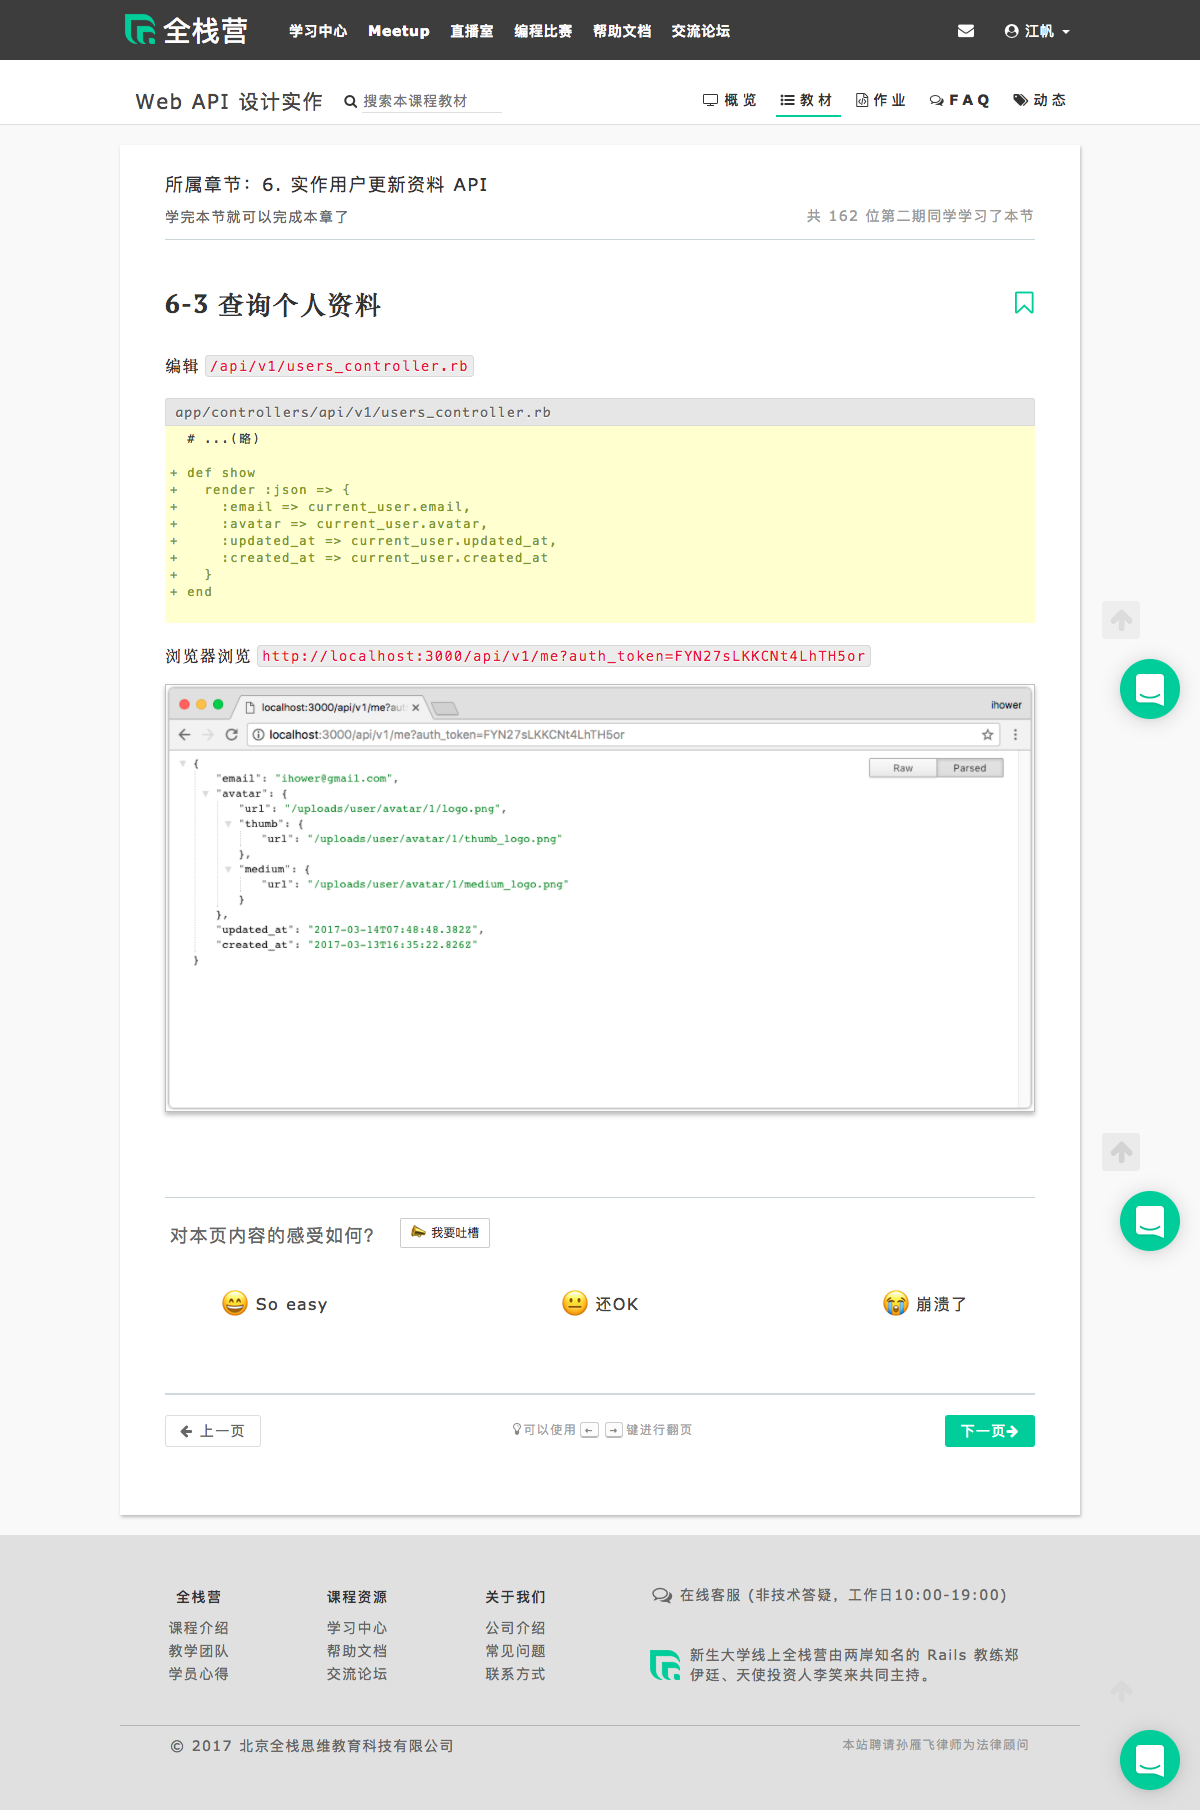 全栈营 学习中心 Meetup 直播室 编程比赛 帮助文档 交流论坛 江帆
Web API 设计实作 搜索本课程教材 概览 教材 作业 FAQ 动态
所属章节：6. 实作用户更新资料 API
学完本节就可以完成本章了 共 162 位第二期同学学习了本节
6-3 查询个人资料
编辑 /api/v1/users_controller.rb
app/controllers/api/v1/users_controller.rb
# ...(略)
+ def show
+   render :json => {
+     :email => current_user.email,
+     :avatar => current_user.avatar,
+     :updated_at => current_user.updated_at,
+     :created_at => current_user.created_at
+   }
+ end
浏览器浏览 http://localhost:3000/api/v1/me?auth_token=FYN27sLKKCNt4LhTH5or
localhost:3000/api/v1/me?aut ihower
localhost:3000/api/v1/me?auth_token=FYN27sLKKCNt4LhTH5or
{ Raw Parsed
"email": "ihower@gmail.com",
"avatar": {
"url": "/uploads/user/avatar/1/logo.png",
"thumb": {
"url": "/uploads/user/avatar/1/thumb_logo.png"
},
"medium": {
"url": "/uploads/user/avatar/1/medium_logo.png"
}
},
"updated_at": "2017-03-14T07:48:48.382Z",
"created_at": "2017-03-13T16:35:22.826Z"
}
对本页内容的感受如何? 我要吐槽
So easy 还OK 崩溃了
上一页 可以使用 ← → 键进行翻页 下一页
全栈营 课程资源 关于我们 在线客服 (非技术答疑，工作日10:00-19:00)
课程介绍 学习中心 公司介绍
教学团队 帮助文档 常见问题
学员心得 交流论坛 联系方式
新生大学线上全栈营由两岸知名的 Rails 教练郑
伊廷、天使投资人李笑来共同主持。
© 2017 北京全栈思维教育科技有限公司 本站聘请孙雁飞律师为法律顾问